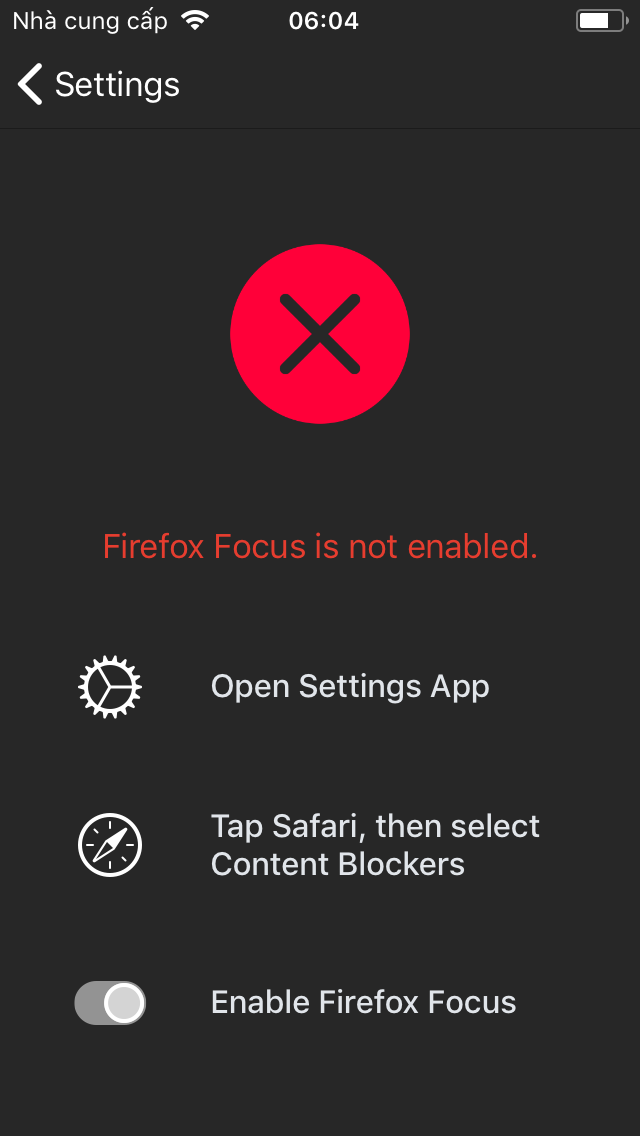 Nhà cung cấp 06:04
Settings
Firefox Focus is not enabled.
Open Settings App
Tap Safari, then select
Content Blockers
Enable Firefox Focus